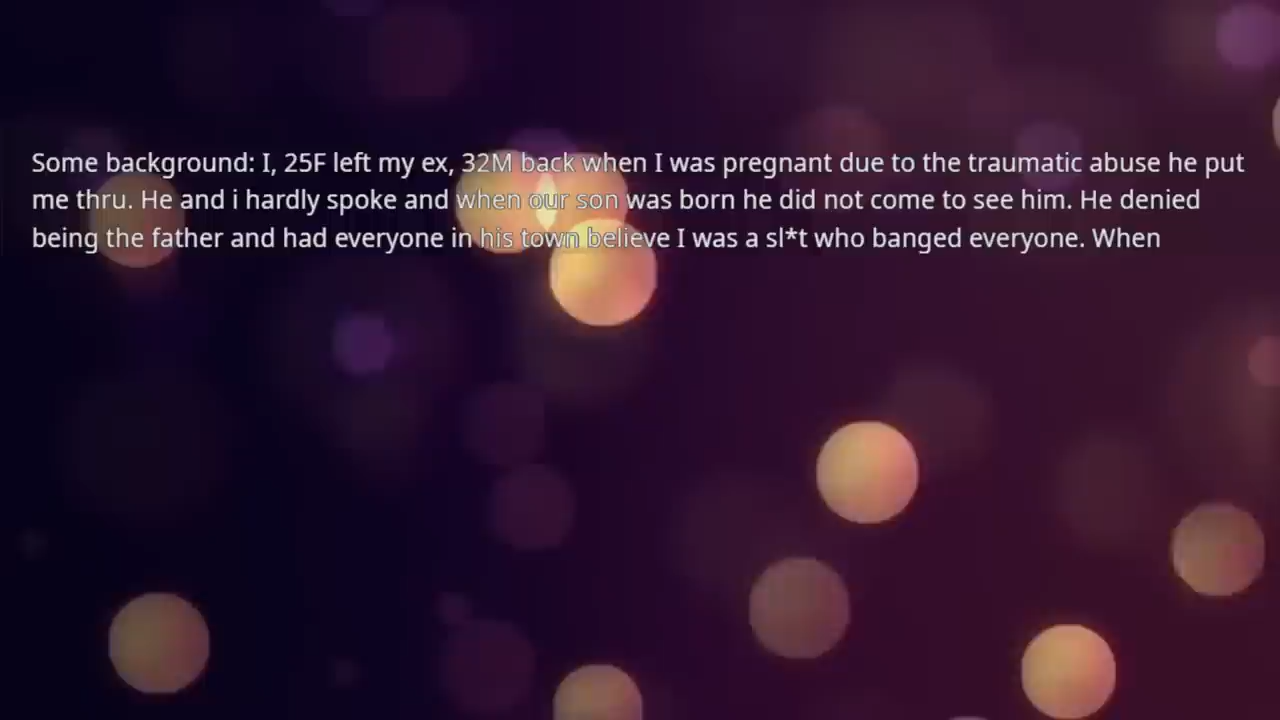 Some background: I, 25F left my ex, 32M back when I was pregnant due to the traumatic abuse he put
me thru. He and i hardly spoke and when our son was born he did not come to see him. He denied
being the father and had everyone in his town believe I was a sl*t who banged everyone. When